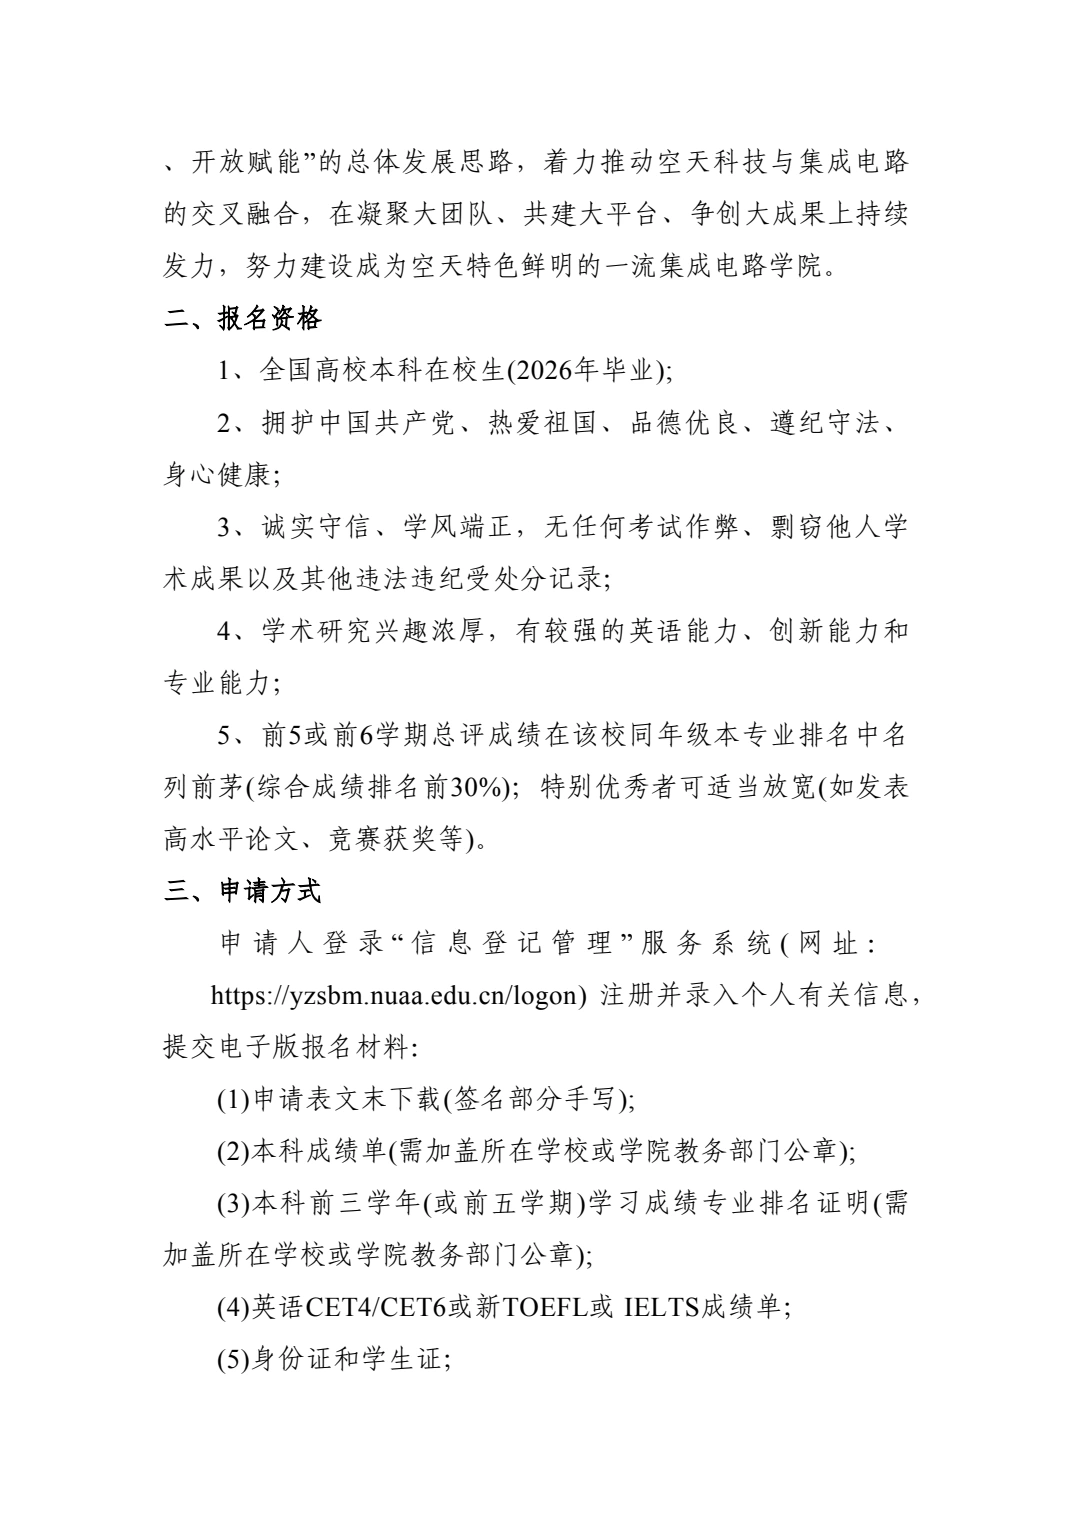 、开放赋能”的总体发展思路，着力推动空天科技与集成电路
的交叉融合，在凝聚大团队、共建大平台、争创大成果上持续
发力，努力建设成为空天特色鲜明的一流集成电路学院。
二、报名资格
1、全国高校本科在校生(2026年毕业);
2、拥护中国共产党、热爱祖国、品德优良、遵纪守法、
身心健康；
3、诚实守信、学风端正，无任何考试作弊、剽窃他人学
术成果以及其他违法违纪受处分记录；
4、学术研究兴趣浓厚，有较强的英语能力、创新能力和
专业能力；
5、前5或前6学期总评成绩在该校同年级本专业排名中名
列前茅(综合成绩排名前30%)；特别优秀者可适当放宽(如发表
高水平论文、竞赛获奖等)。
三、申请方式
申请人登录“信息登记管理”服务系统(网址：
https://yzsbm.nuaa.edu.cn/logon) 注册并录入个人有关信息，
提交电子版报名材料：
(1)申请表文末下载(签名部分手写);
(2)本科成绩单(需加盖所在学校或学院教务部门公章);
(3)本科前三学年(或前五学期)学习成绩专业排名证明(需
加盖所在学校或学院教务部门公章);
(4)英语CET4/CET6或新TOEFL或 IELTS成绩单；
(5)身份证和学生证；